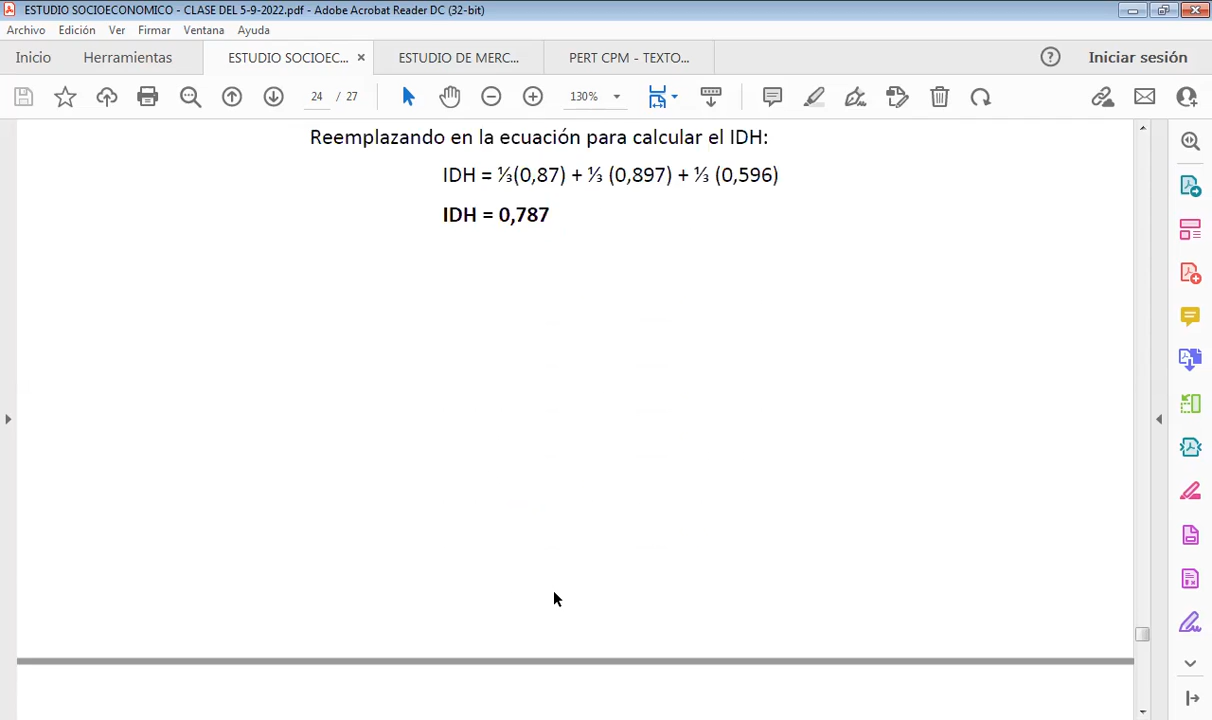 ESTUDIO SOCIOECONOMICO - CLASE DEL 5-9-2022.pdf - Adobe Acrobat Reader DC (32-bit)
Archivo Edición Ver Firmar Ventana Ayuda
Inicio Herramientas ESTUDIO SOCIOEC... × ESTUDIO DE MERC... PERT CPM - TEXTO... Iniciar sesión
24 / 27 130%
Reemplazando en la ecuación para calcular el IDH:
IDH = ⅓(0,87) + ⅓ (0,897) + ⅓ (0,596)
IDH = 0,787